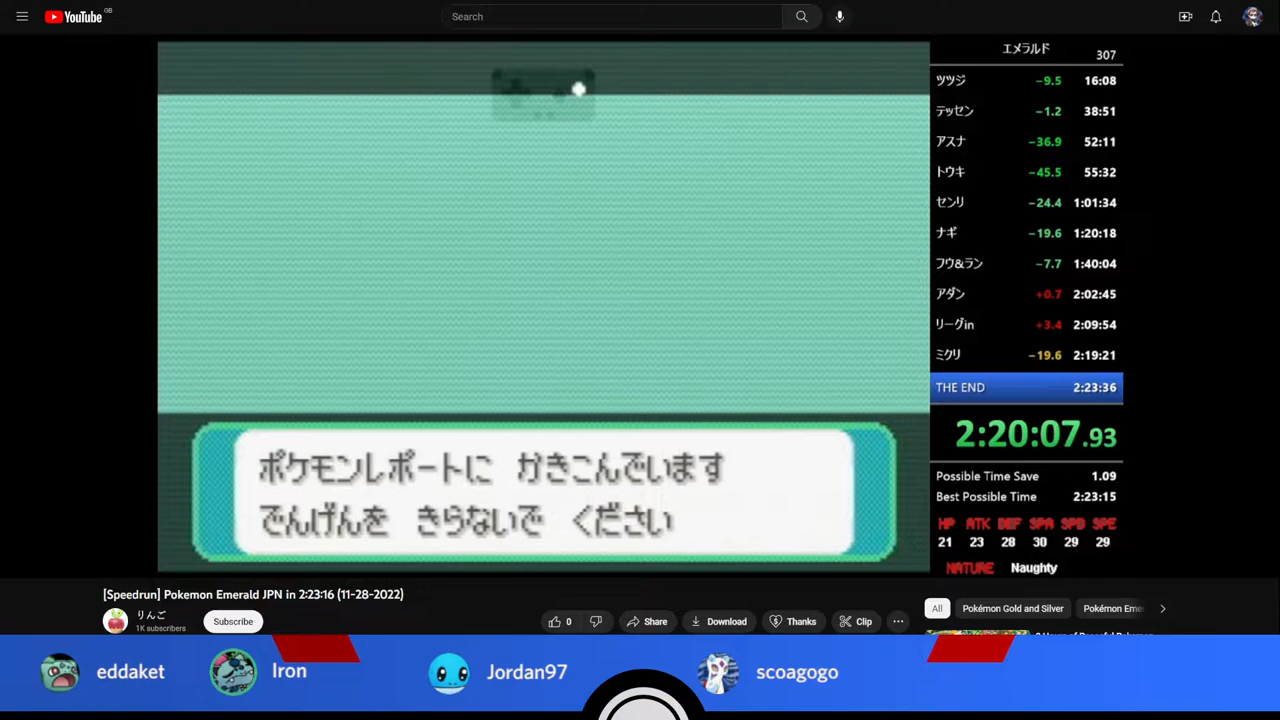 YouTube GB
Search
エメラルド 307
ツツジ -9.5 16:08
テッセン -1.2 38:51
アスナ -36.9 52:11
トウキ -45.5 55:32
センリ -24.4 1:01:34
ナギ -19.6 1:20:18
フウ&ラン -7.7 1:40:04
アダン +0.7 2:02:45
リーグin +3.4 2:09:54
ミクリ -19.6 2:19:21
THE END 2:23:36
2:20:07.93
Possible Time Save 1.09
Best Possible Time 2:23:15
HP ATK DEF SPA SPD SPE
21 23 28 30 29 29
NATURE Naughty
ポケモンレポートに かきこんでいます
でんげんを きらないで ください
[Speedrun] Pokemon Emerald JPN in 2:23:16 (11-28-2022)
りんご
1K subscribers
Subscribe
0
Share
Download
Thanks
Clip
All
Pokémon Gold and Silver
Pokémon Eme
eddaket
Iron
Jordan97
scoagogo